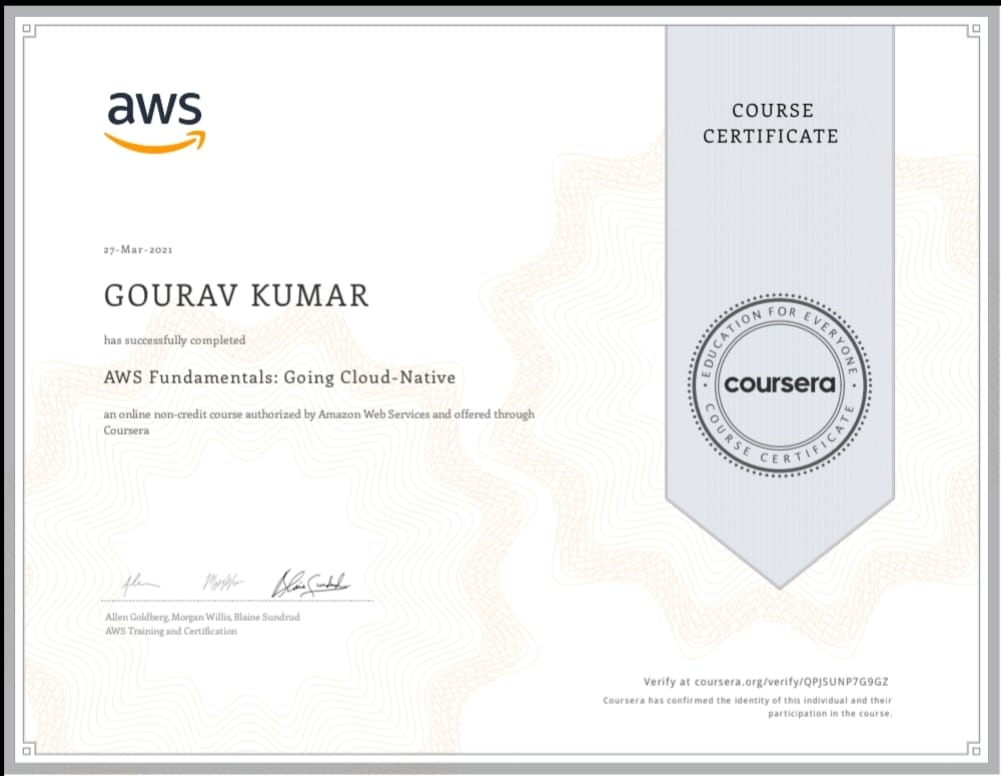 aws
COURSE
CERTIFICATE
27-Mar-2021
GOURAV KUMAR
has successfully completed
AWS Fundamentals: Going Cloud-Native
an online non-credit course authorized by Amazon Web Services and offered through
Coursera
EDUCATION FOR EVERYONE
coursera
COURSE CERTIFICATE
Allen Goldberg, Morgan Willis, Blaine Sundrud
AWS Training and Certification
Verify at coursera.org/verify/QPJSUNP7G9GZ
Coursera has confirmed the identity of this individual and their
participation in the course.